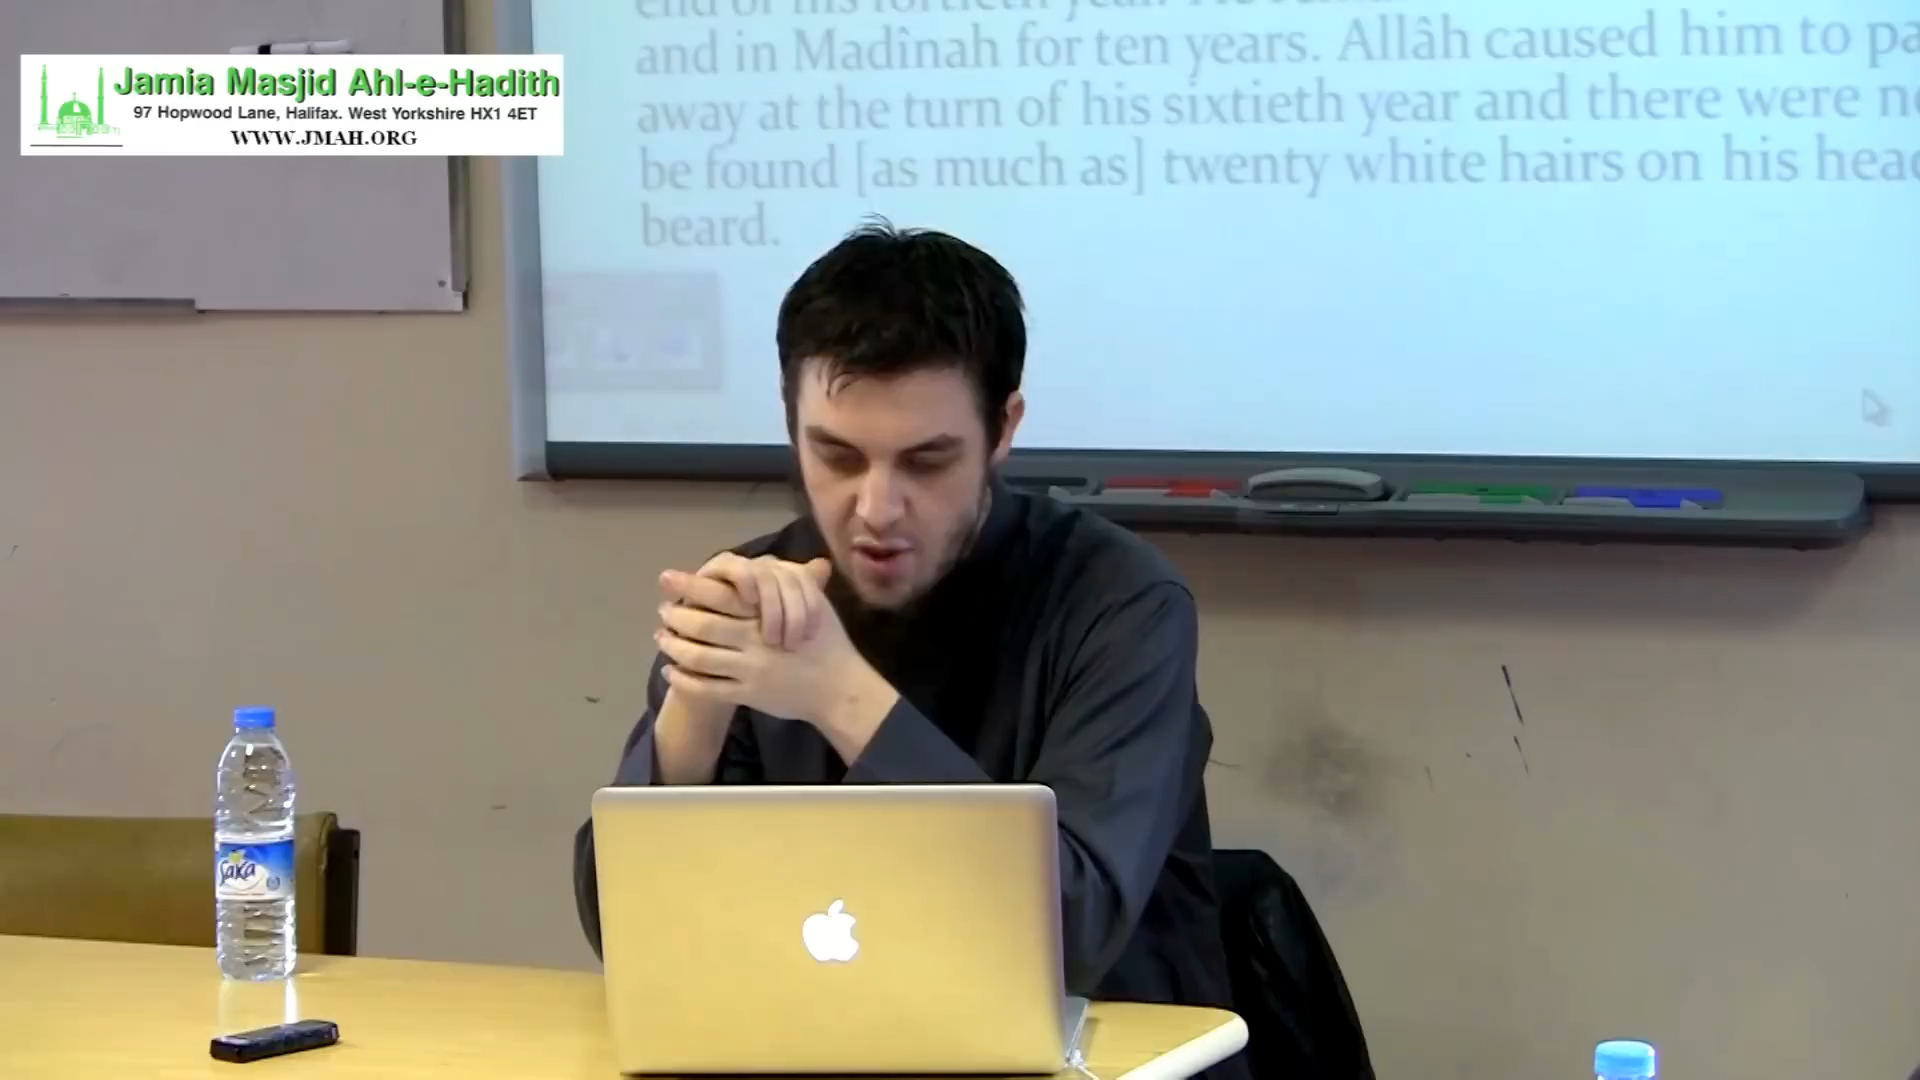 Jamia Masjid Ahl-e-Hadith
97 Hopwood Lane, Halifax. West Yorkshire HX1 4ET
WWW.JMAH.ORG
and in Madînah for ten years. Allâh caused him to
away at the turn of his sixtieth year and there were
be found [as much as] twenty white hairs on his
beard.
Saka